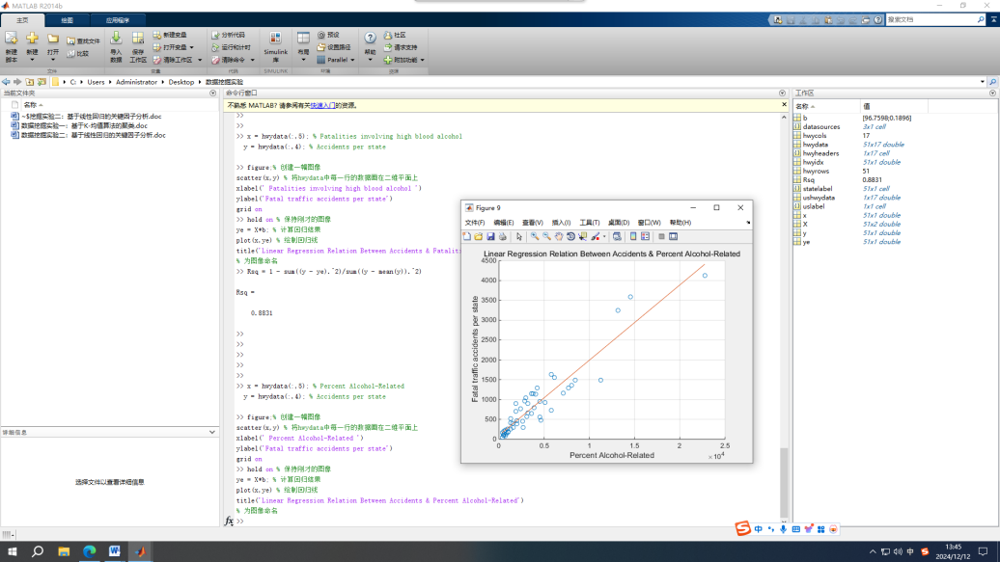 MATLAB R2014b
主页 绘图 应用程序
搜索文档
新建脚本 新建 打开 查找文件 比较 导入数据 保存工作区 新建变量 打开变量 清除工作区 分析代码 运行和计时 清除命令 Simulink 库 布局 预设 设置路径 Parallel 帮助 社区 请求支持 附加功能
文件 变量 代码 SIMULINK 环境 资源
C: Users Administrator Desktop 数据挖掘实验
当前文件夹
名称
~$挖掘实验二：基于线性回归的关键因子分析.doc
数据挖掘实验一：基于K-均值算法的聚类.doc
数据挖掘实验二：基于线性回归的关键因子分析.doc
详细信息
选择文件以查看详细信息
命令行窗口
不熟悉 MATLAB? 请参阅有关快速入门的资源。
>>
>>
>> x = hwydata(:,5); % Fatalities involving high blood alcohol
y = hwydata(:,4); % Accidents per state
>> figure;% 创建一幅图像
scatter(x,y) % 将hwydata中每一行的数据画在二维平面上
xlabel(' Fatalities involving high blood alcohol ')
ylabel('Fatal traffic accidents per state')
grid on
>> hold on % 保持刚才的图像
ye = X*b; % 计算回归结果
plot(x,ye) % 绘制回归线
title('Linear Regression Relation Between Accidents & Fatalit
% 为图像命名
>> Rsq = 1 - sum((y - ye).^2)/sum((y - mean(y)).^2)
Rsq =
0.8831
>>
>>
>>
>>
>>
>> x = hwydata(:,5); % Percent Alcohol-Related
y = hwydata(:,4); % Accidents per state
>> figure;% 创建一幅图像
scatter(x,y) % 将hwydata中每一行的数据画在二维平面上
xlabel(' Percent Alcohol-Related ')
ylabel('Fatal traffic accidents per state')
grid on
>> hold on % 保持刚才的图像
ye = X*b; % 计算回归结果
plot(x,ye) % 绘制回归线
title('Linear Regression Relation Between Accidents & Percent Alcohol-Related')
% 为图像命名
fx >>
Figure 9
文件(F) 编辑(E) 查看(V) 插入(I) 工具(T) 桌面(D) 窗口(W) 帮助(H)
Linear Regression Relation Between Accidents & Percent Alcohol-Related
4500
4000
3500
3000
2500
2000
1500
1000
500
0
Fatal traffic accidents per state
0 0.5 1 1.5 2 2.5
×10^4
Percent Alcohol-Related
工作区
名称 值
b [96.7598;0.1896]
datasources 3x1 cell
hwycols 17
hwydata 51x17 double
hwyheaders 1x17 cell
hwyidx 51x1 double
hwyrows 51
Rsq 0.8831
statelabel 51x1 cell
ushwydata 1x17 double
uslabel 1x1 cell
x 51x1 double
X 51x2 double
y 51x1 double
ye 51x1 double
中
中
13:45
2024/12/12